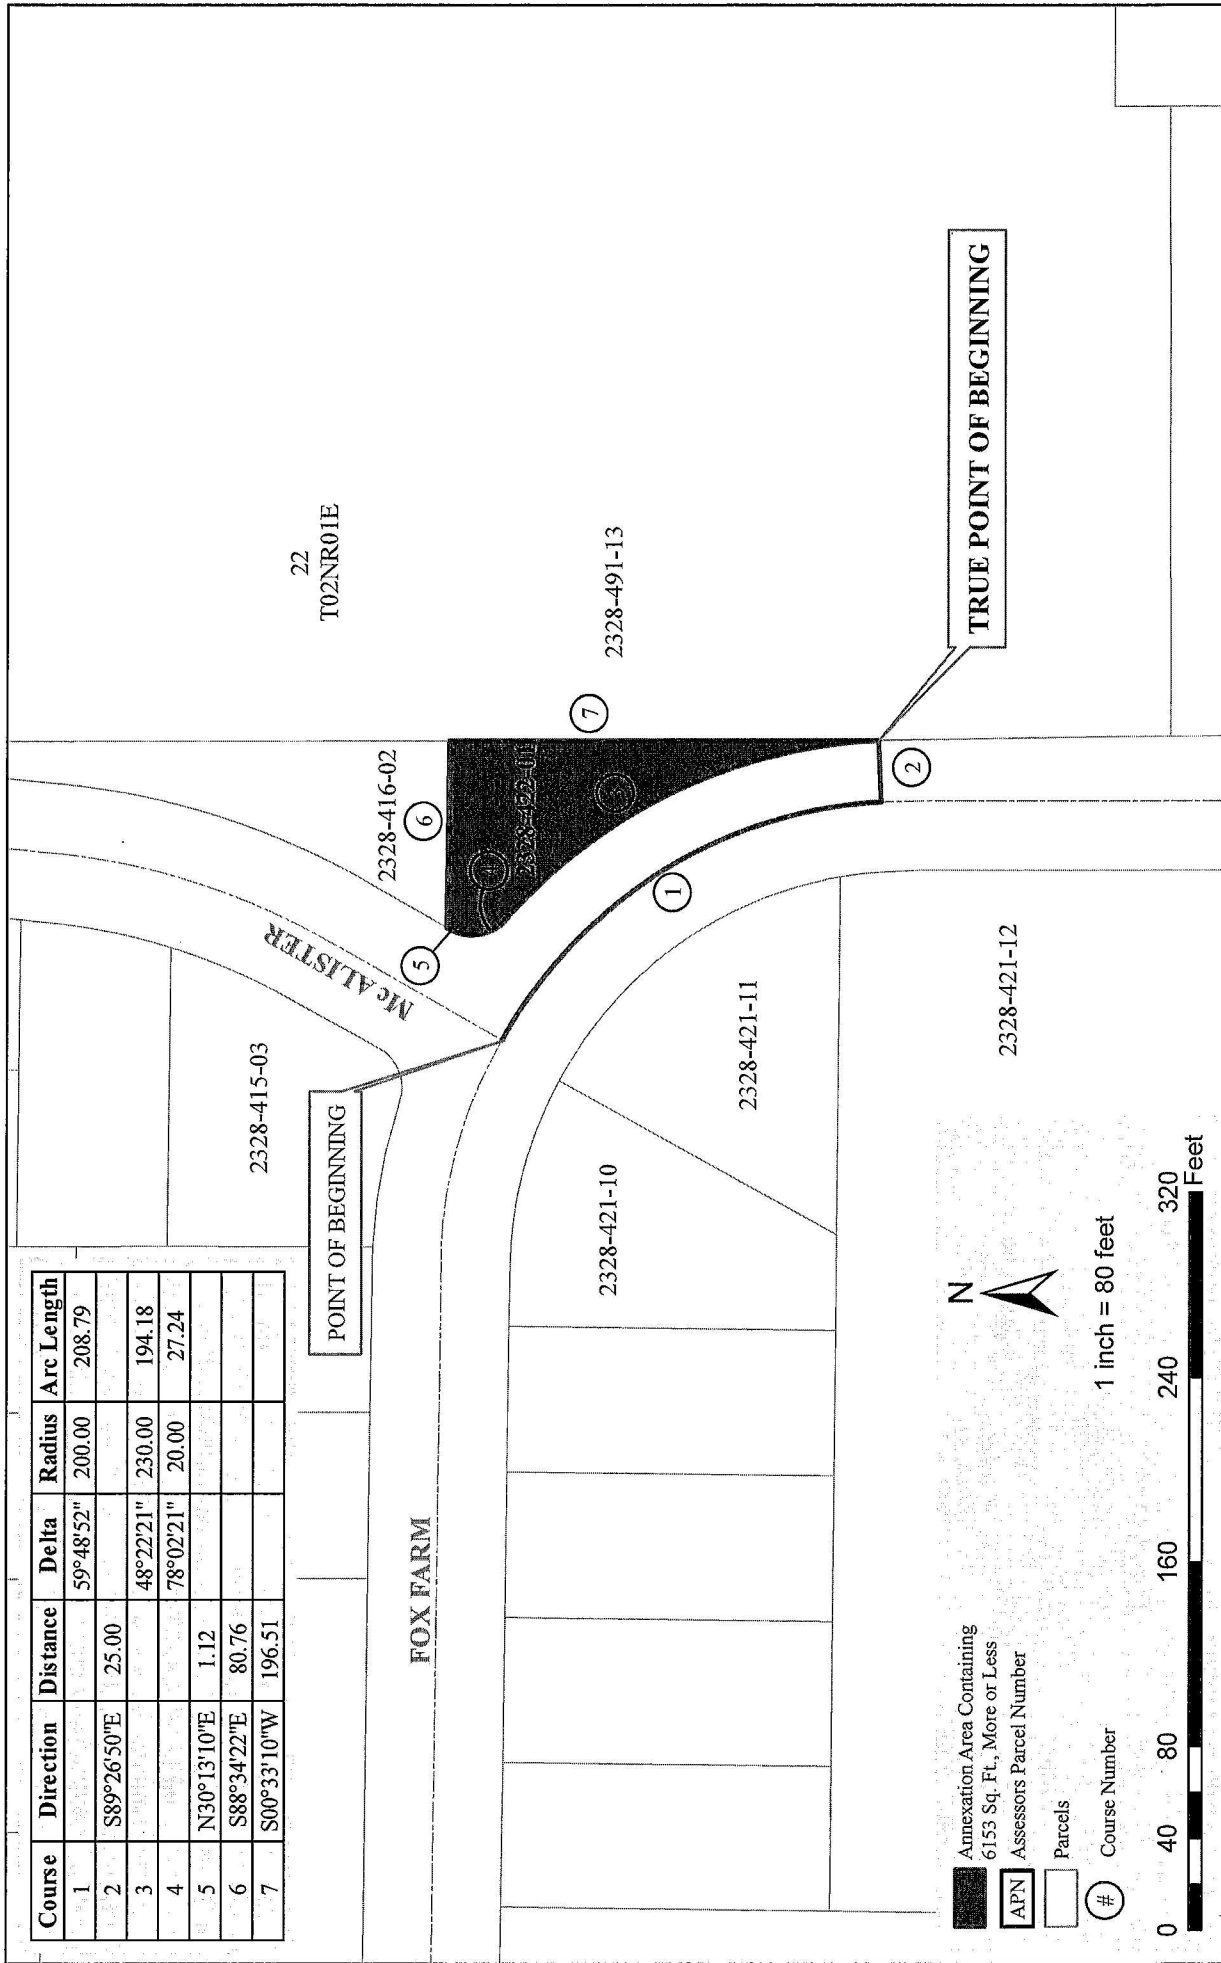 Course Direction Distance Delta Radius Arc Length
1 59°48'52" 200.00 208.79
2 S89°26'50"E 25.00
3 48°22'21" 230.00 194.18
4 78°02'21" 20.00 27.24
5 N30°13'10"E 1.12
6 S88°34'22"E 80.76
7 S00°33'10"W 196.51
22
T02NR01E
2328-415-03
McALISTER
2328-416-02
POINT OF BEGINNING
5
6
4
2328-422-01
3
7
2328-491-13
FOX FARM
1
2
2328-421-10
2328-421-11
2328-421-12
TRUE POINT OF BEGINNING
Annexation Area Containing
6153 Sq. Ft., More or Less
APN Assessors Parcel Number
Parcels
# Course Number
N
1 inch = 80 feet
0 40 80 160 240 320
Feet